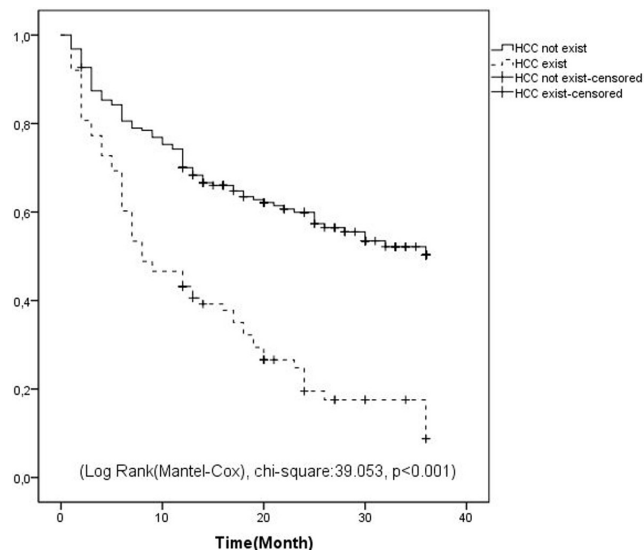 1,0
0,8
0,6
0,4
0,2
0,0
HCC not exist
HCC exist
HCC not exist-censored
HCC exist-censored
(Log Rank(Mantel-Cox), chi-square:39.053, p<0.001)
0 10 20 30 40
Time(Month)